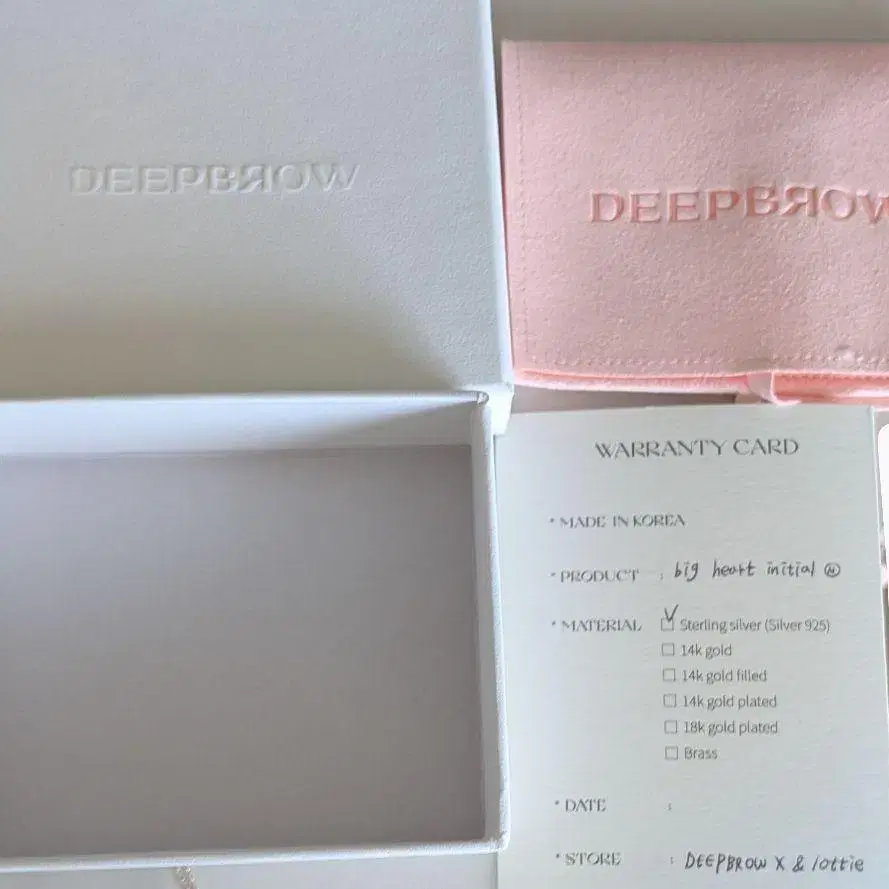 DEEPBЯOW
DEEPBЯOW
WARRANTY CARD
* MADE IN KOREA
* PRODUCT : big heart initial Ⓝ
* MATERIAL ☑ Sterling silver (Silver 925)
☐ 14k gold
☐ 14k gold filled
☐ 14k gold plated
☐ 18k gold plated
☐ Brass
* DATE :
* STORE : DEEPBROW X & lottie